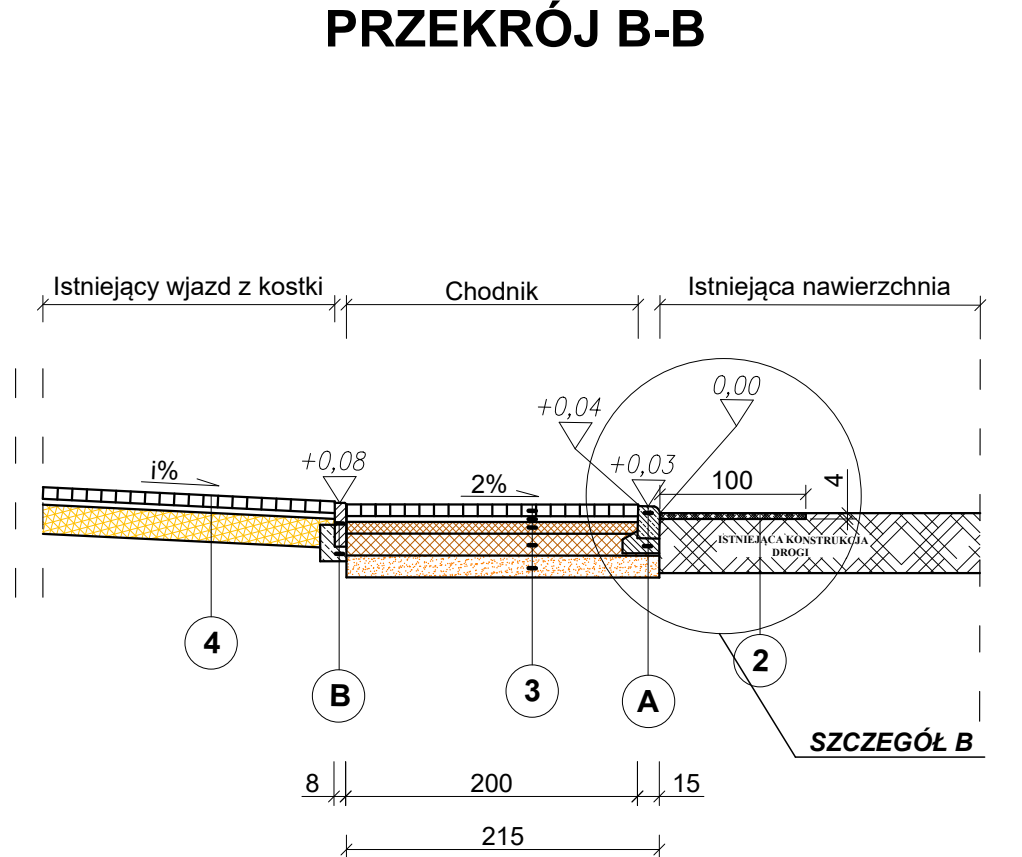 PRZEKRÓJ B-B
Istniejący wjazd z kostki
Chodnik
Istniejąca nawierzchnia
0,00
+0,04
+0,08
+0,03
i%
2%
100
4
ISTNIEJĄCA KONSTRUKCJA
DROGI
4
B
3
A
2
SZCZEGÓŁ B
8
200
15
215